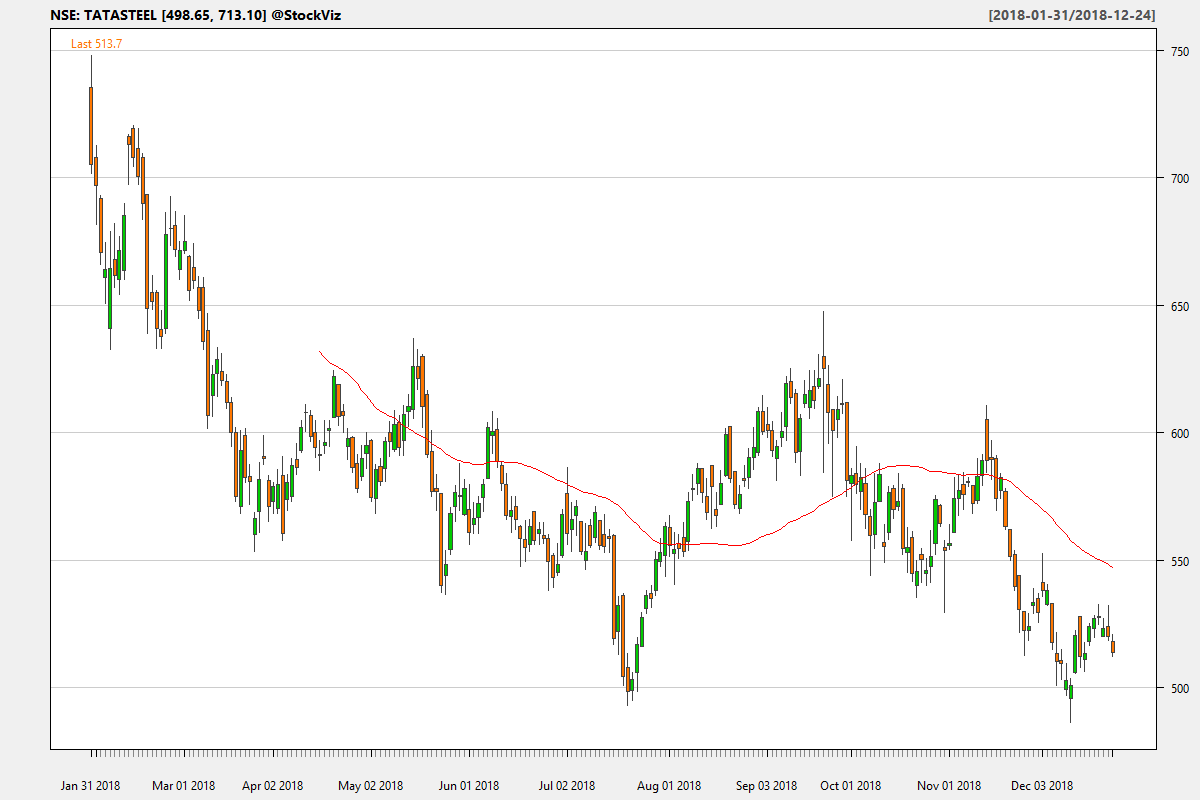 NSE: TATASTEEL [498.65, 713.10] @StockViz
[2018-01-31/2018-12-24]
Last 513.7
750
700
650
600
550
500
Jan 31 2018 Mar 01 2018 Apr 02 2018 May 02 2018 Jun 01 2018 Jul 02 2018 Aug 01 2018 Sep 03 2018 Oct 01 2018 Nov 01 2018 Dec 03 2018